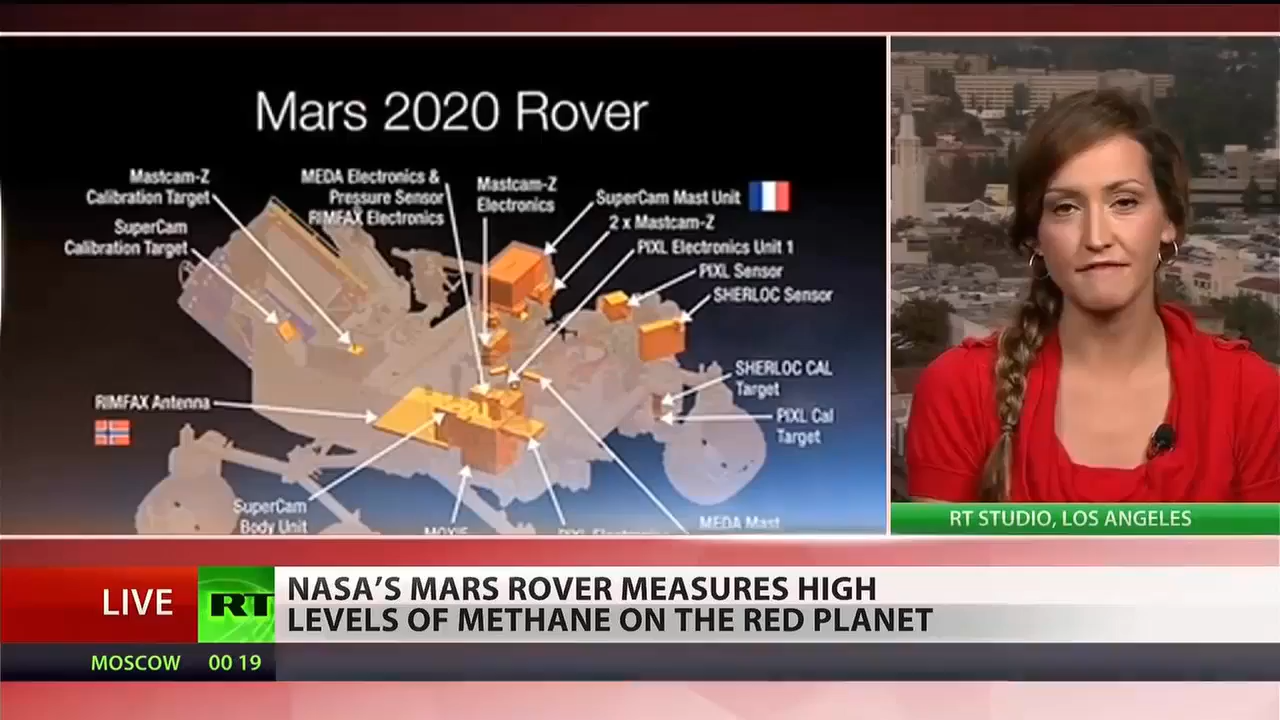 Mars 2020 Rover
Mastcam-Z
Calibration Target
SuperCam
Calibration Target
MEDA Electronics &
Pressure Sensor
RIMFAX Electronics
Mastcam-Z
Electronics
SuperCam Mast Unit
2 x Mastcam-Z
PIXL Electronics Unit 1
PIXL Sensor
SHERLOC Sensor
SHERLOC CAL
Target
PIXL Cal
Target
RIMFAX Antenna
SuperCam
Body Unit
MOXIE
PIXL Electronics
MEDA Mast
RT STUDIO, LOS ANGELES
LIVE
RT
NASA'S MARS ROVER MEASURES HIGH
LEVELS OF METHANE ON THE RED PLANET
MOSCOW 00 19